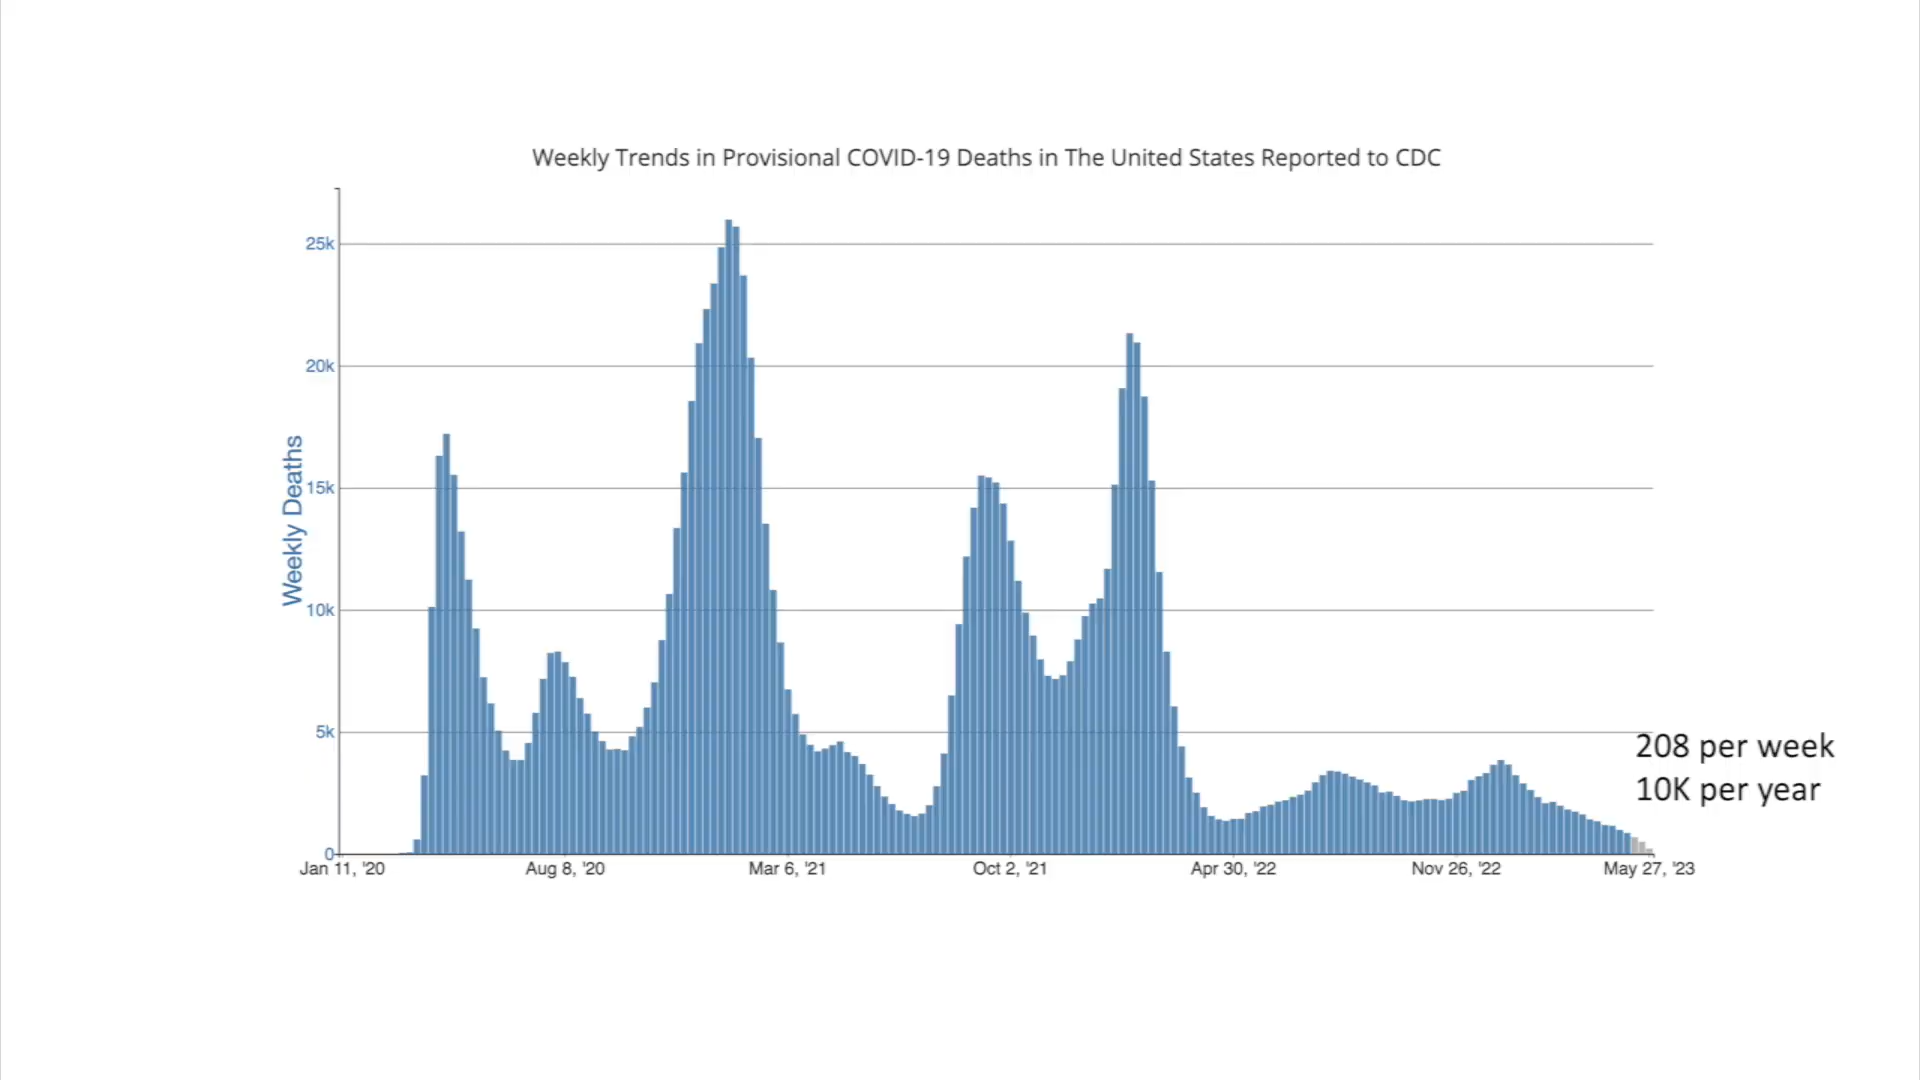 Weekly Trends in Provisional COVID-19 Deaths in The United States Reported to CDC
Weekly Deaths
25k
20k
15k
10k
5k
0
208 per week
10K per year
Jan 11, '20
Aug 8, '20
Mar 6, '21
Oct 2, '21
Apr 30, '22
Nov 26, '22
May 27, '23